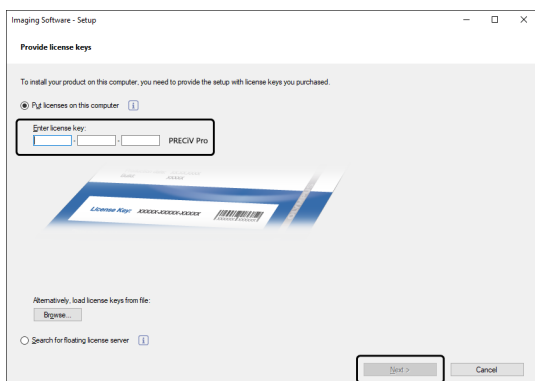 Imaging Software - Setup
Provide license keys
To install your product on this computer, you need to provide the setup with license keys you purchased.
Put licenses on this computer
Enter license key:
- - PRECiV Pro
License Key: XXXXX-XXXXX-XXXXX
Alternatively, load license keys from file:
Browse...
Search for floating license server
Next >
Cancel